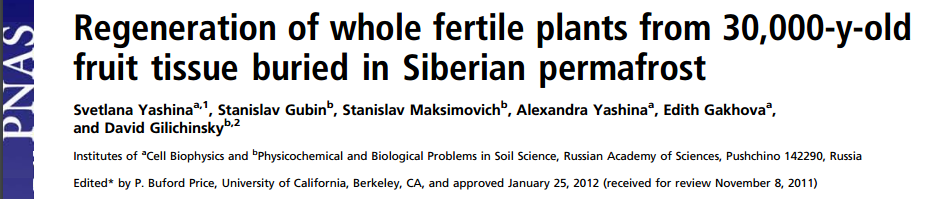 PNAS
Regeneration of whole fertile plants from 30,000-y-old
fruit tissue buried in Siberian permafrost
Svetlana Yashinaa,1, Stanislav Gubinb, Stanislav Maksimovichb, Alexandra Yashinaa, Edith Gakhovaa,
and David Gilichinskyb,2
Institutes of aCell Biophysics and bPhysicochemical and Biological Problems in Soil Science, Russian Academy of Sciences, Pushchino 142290, Russia
Edited* by P. Buford Price, University of California, Berkeley, CA, and approved January 25, 2012 (received for review November 8, 2011)